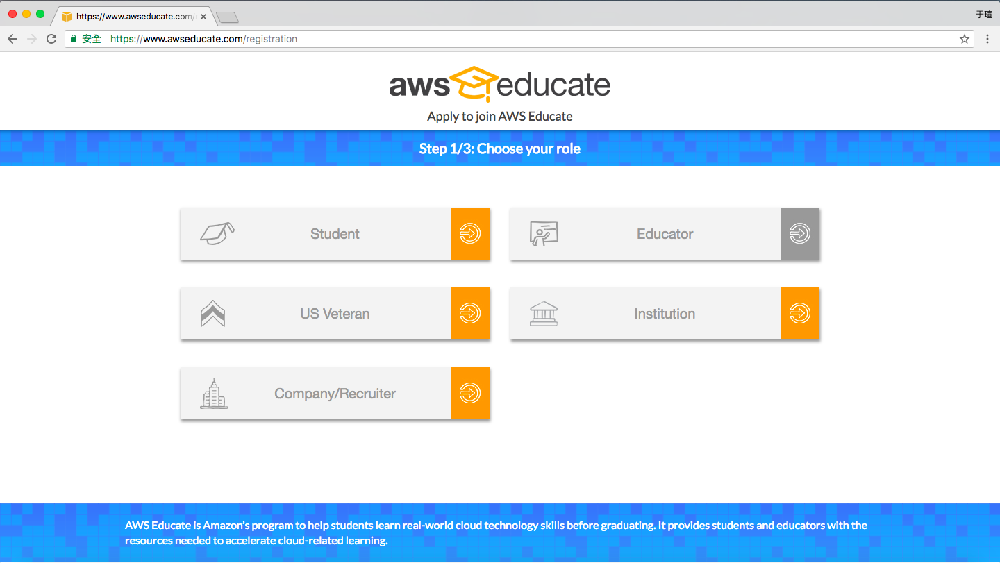 https://www.awseducate.com/
于瑄
安全
https://www.awseducate.com/registration
aws educate
Apply to join AWS Educate
Step 1/3: Choose your role
Student
Educator
US Veteran
Institution
Company/Recruiter
AWS Educate is Amazon's program to help students learn real-world cloud technology skills before graduating. It provides students and educators with the
resources needed to accelerate cloud-related learning.